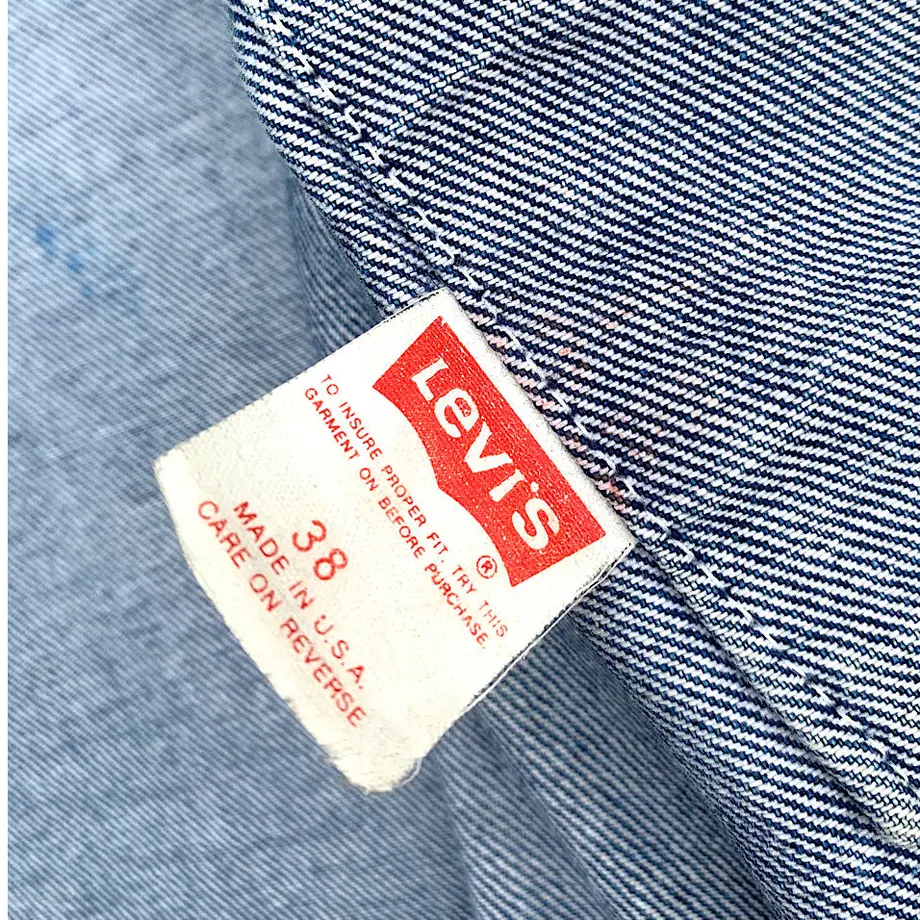 LeVI'S
®
TO INSURE PROPER FIT, TRY THIS
GARMENT ON BEFORE PURCHASE.
38
MADE IN U.S.A.
CARE ON REVERSE